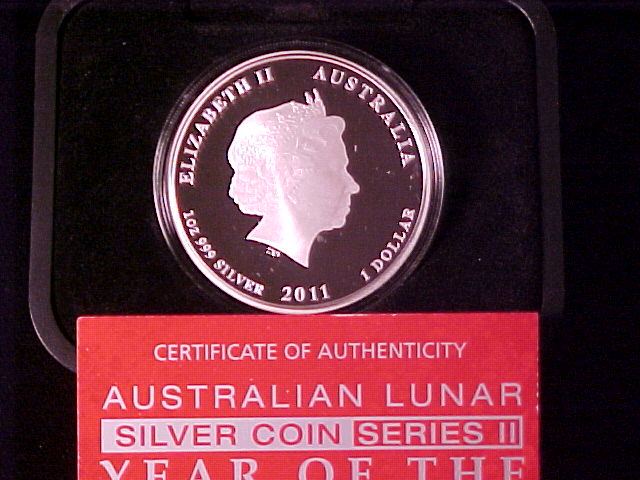 ELIZABETH II AUSTRALIA
1OZ 999 SILVER 2011 1 DOLLAR
CERTIFICATE OF AUTHENTICITY
AUSTRALIAN LUNAR
SILVER COIN SERIES II
YEAR OF THE